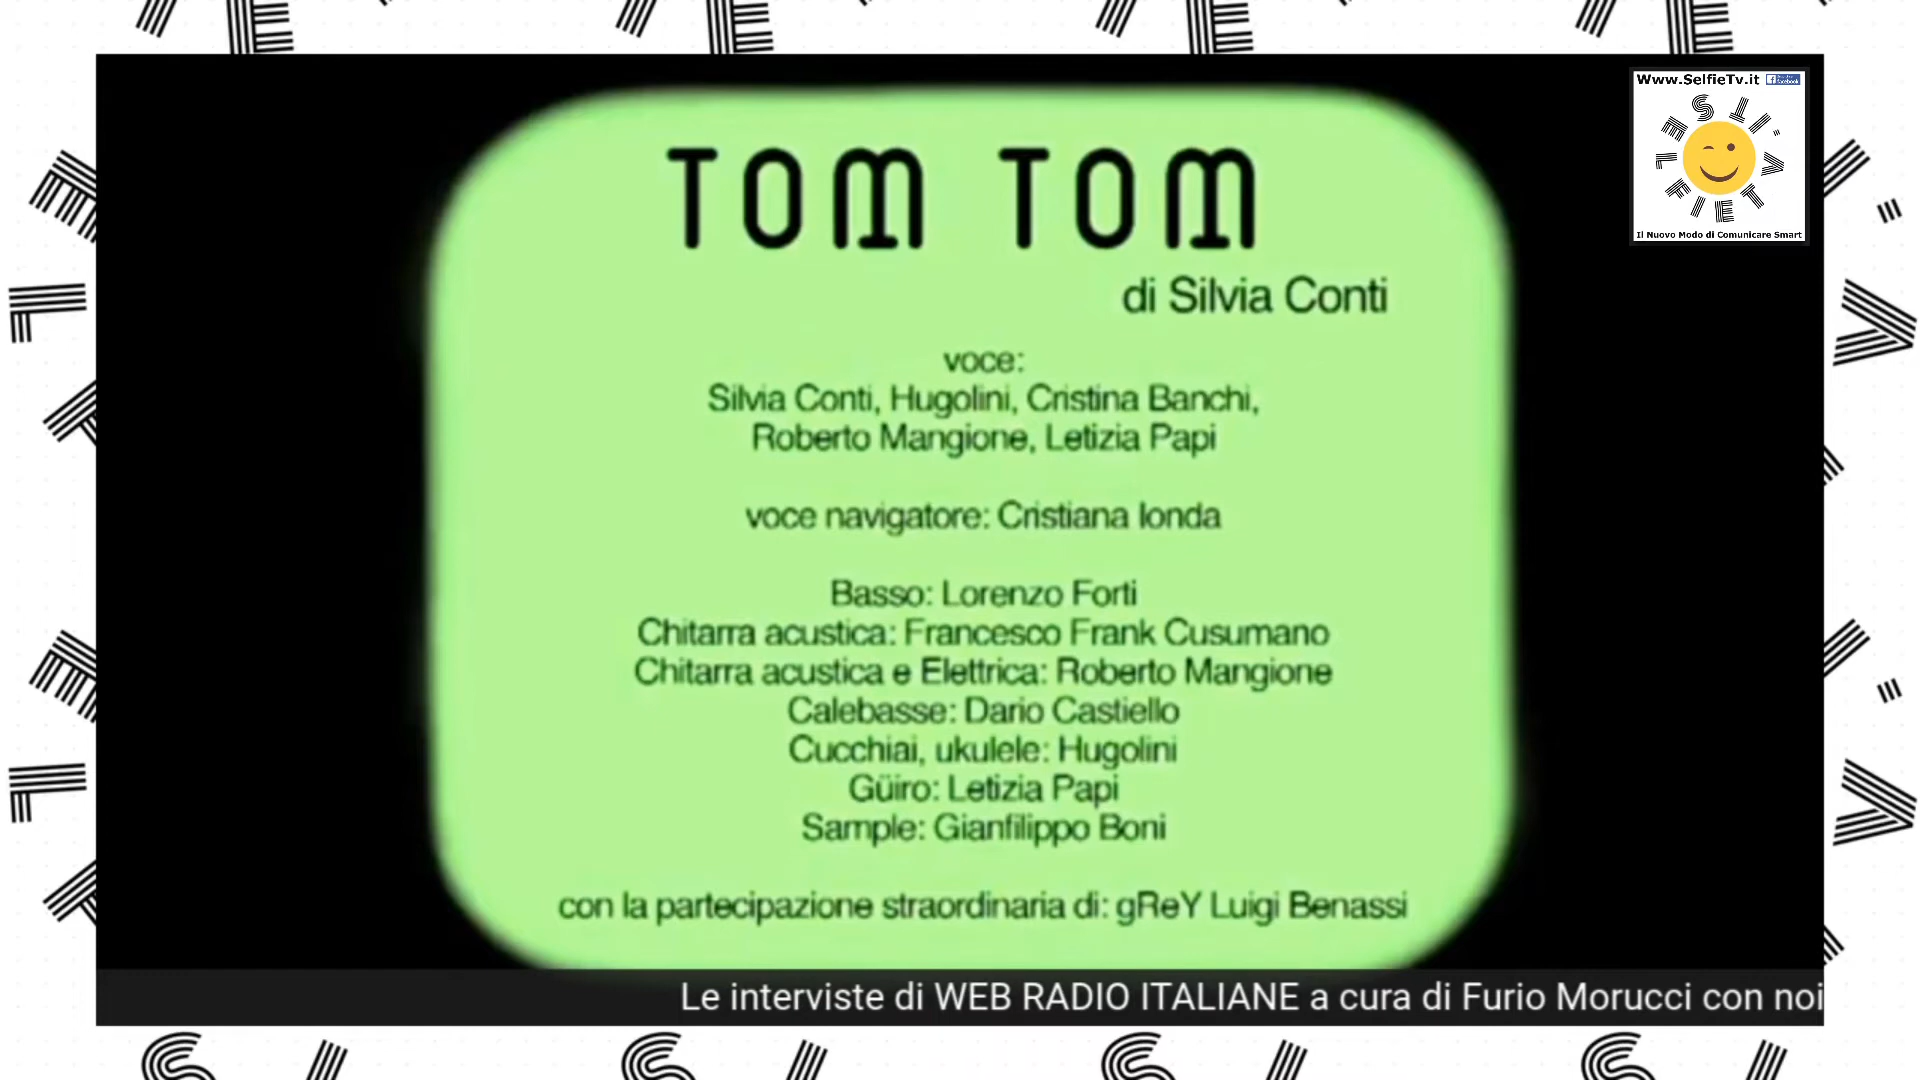 Www.SelfieTv.it
facebook
SELFIETV.IT
Il Nuovo Modo di Comunicare Smart
TOM TOM
di Silvia Conti
voce:
Silvia Conti, Hugolini, Cristina Banchi,
Roberto Mangione, Letizia Papi
voce navigatore: Cristiana Ionda
Basso: Lorenzo Forti
Chitarra acustica: Francesco Frank Cusumano
Chitarra acustica e Elettrica: Roberto Mangione
Calebasse: Dario Castiello
Cucchiai, ukulele: Hugolini
Güiro: Letizia Papi
Sample: Gianfilippo Boni
con la partecipazione straordinaria di: gReY Luigi Benassi
Le interviste di WEB RADIO ITALIANE a cura di Furio Morucci con noi